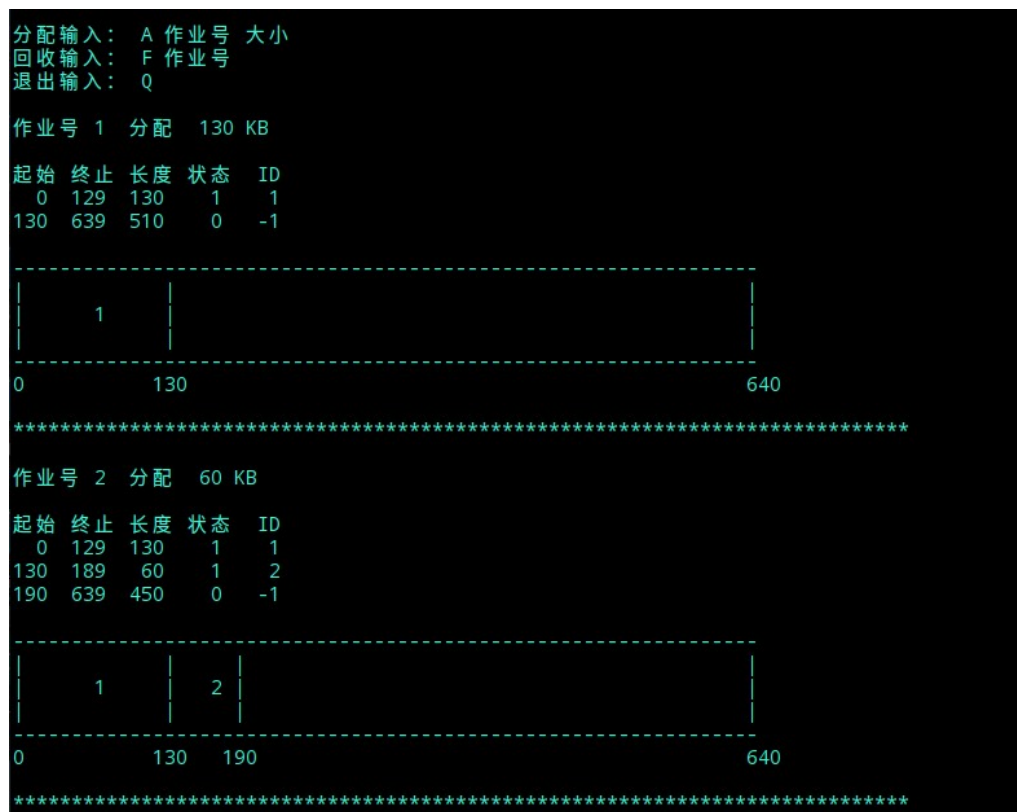 分配输入： A 作业号 大小
回收输入： F 作业号
退出输入： Q
作业号 1 分配 130 KB
起始 终止 长度 状态 ID
0 129 130 1 1
130 639 510 0 -1
----------------------------------------------------------------
| | |
| 1 | |
| | |
----------------------------------------------------------------
0 130 640
*****************************************************************************
作业号 2 分配 60 KB
起始 终止 长度 状态 ID
0 129 130 1 1
130 189 60 1 2
190 639 450 0 -1
----------------------------------------------------------------
| | | |
| 1 | 2 | |
| | | |
----------------------------------------------------------------
0 130 190 640
*****************************************************************************